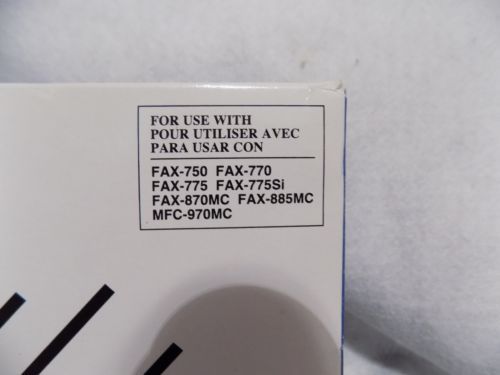 FOR USE WITH
POUR UTILISER AVEC
PARA USAR CON
FAX-750 FAX-770
FAX-775 FAX-775Si
FAX-870MC FAX-885MC
MFC-970MC